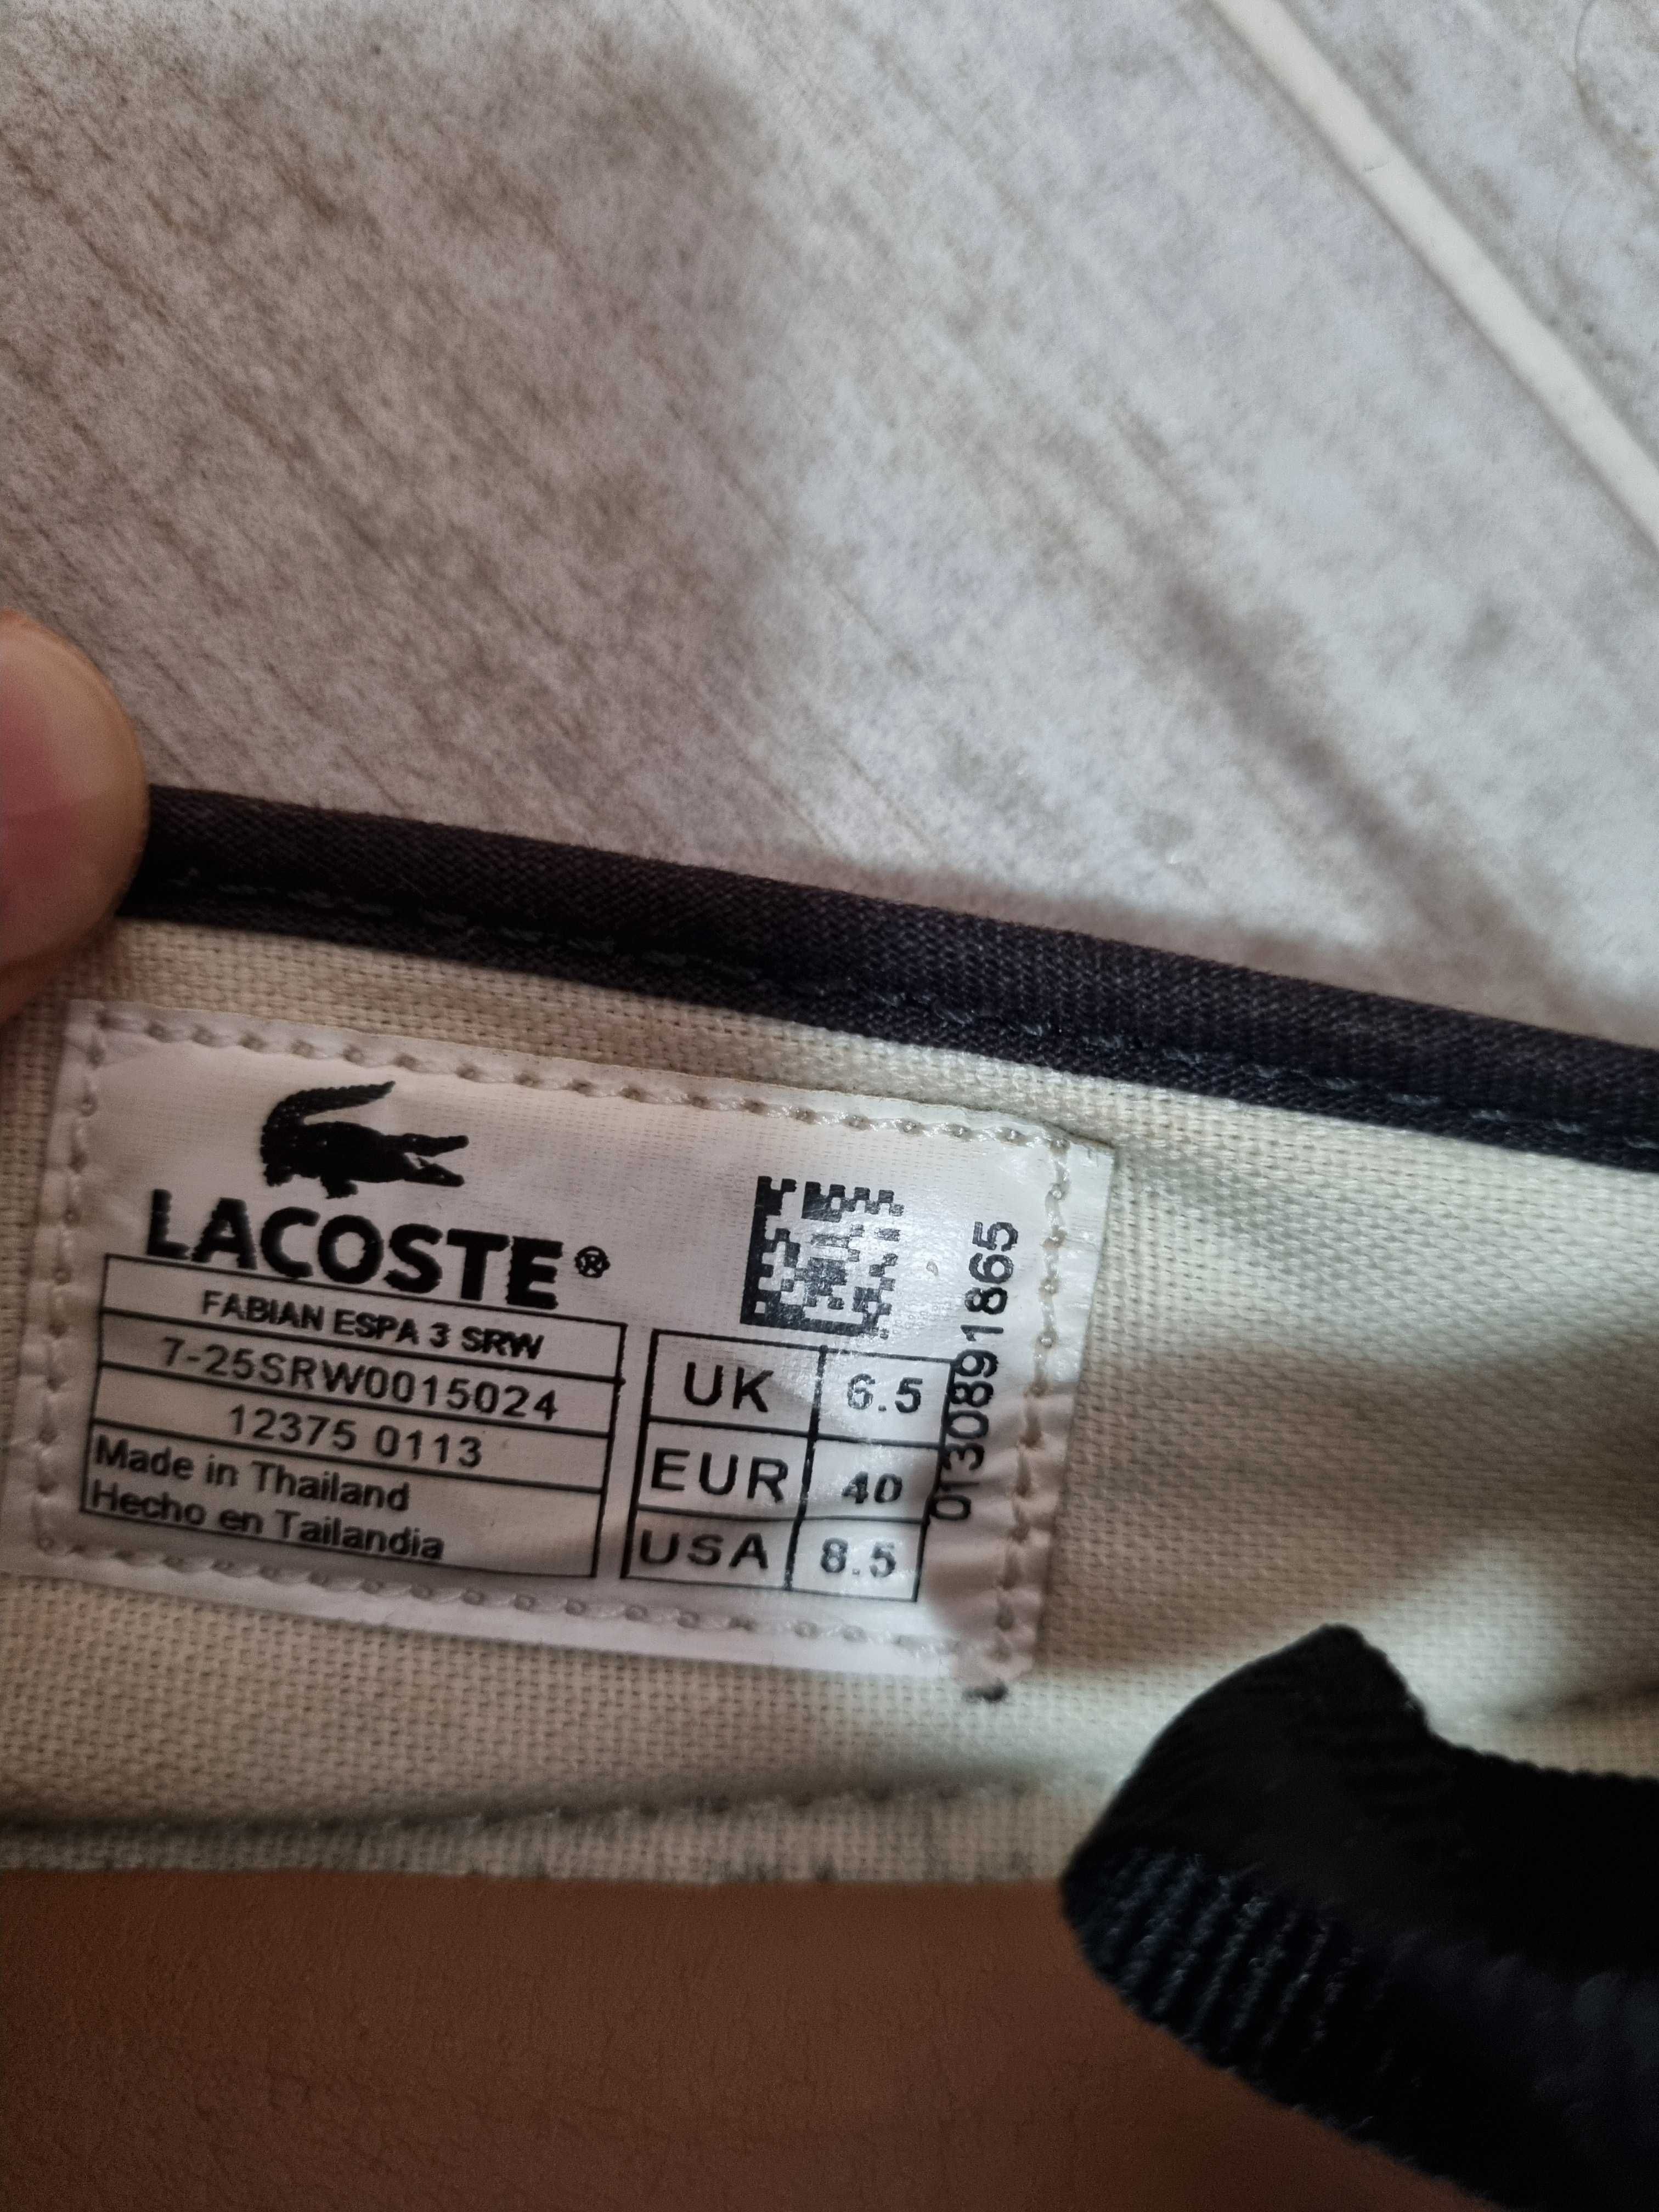 LACOSTE®
FABIAN ESPA 3 SRW
7-25SRW0015024
12375 0113
Made in Thailand
Hecho en Tailandia
UK 6.5
EUR 40
USA 8.5
0130891865